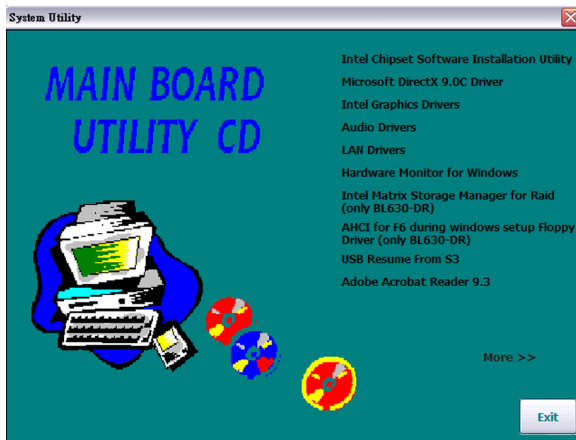 System Utility
MAIN BOARD
UTILITY CD
Intel Chipset Software Installation Utility
Microsoft DirectX 9.0C Driver
Intel Graphics Drivers
Audio Drivers
LAN Drivers
Hardware Monitor for Windows
Intel Matrix Storage Manager for Raid
(only BL630-DR)
AHCI for F6 during windows setup Floppy
Driver (only BL630-DR)
USB Resume From S3
Adobe Acrobat Reader 9.3
More >>
Exit